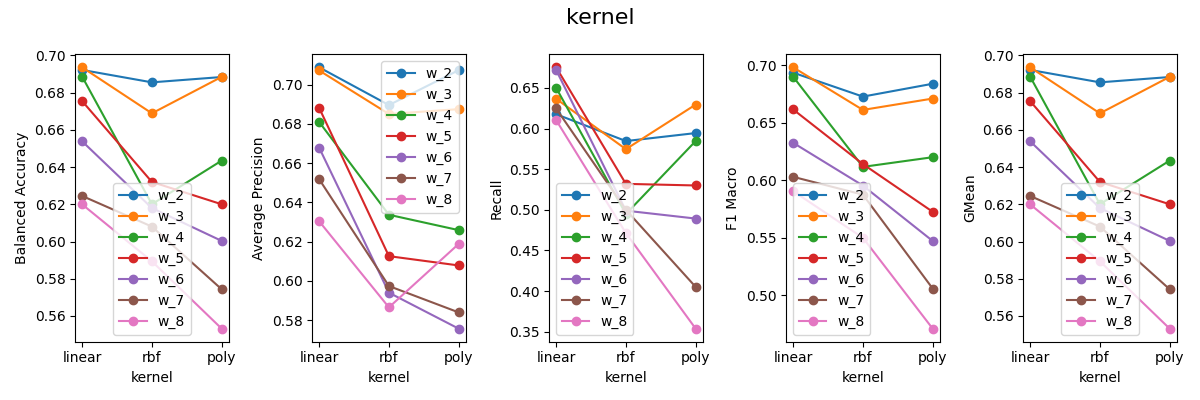 kernel
Balanced Accuracy
0.70
0.68
0.66
0.64
0.62
0.60
0.58
0.56
w_2
w_3
w_4
w_5
w_6
w_7
w_8
linear rbf poly
kernel
Average Precision
0.70
0.68
0.66
0.64
0.62
0.60
0.58
w_2
w_3
w_4
w_5
w_6
w_7
w_8
linear rbf poly
kernel
Recall
0.65
0.60
0.55
0.50
0.45
0.40
0.35
w_2
w_3
w_4
w_5
w_6
w_7
w_8
linear rbf poly
kernel
F1 Macro
0.70
0.65
0.60
0.55
0.50
w_2
w_3
w_4
w_5
w_6
w_7
w_8
linear rbf poly
kernel
GMean
0.70
0.68
0.66
0.64
0.62
0.60
0.58
0.56
w_2
w_3
w_4
w_5
w_6
w_7
w_8
linear rbf poly
kernel